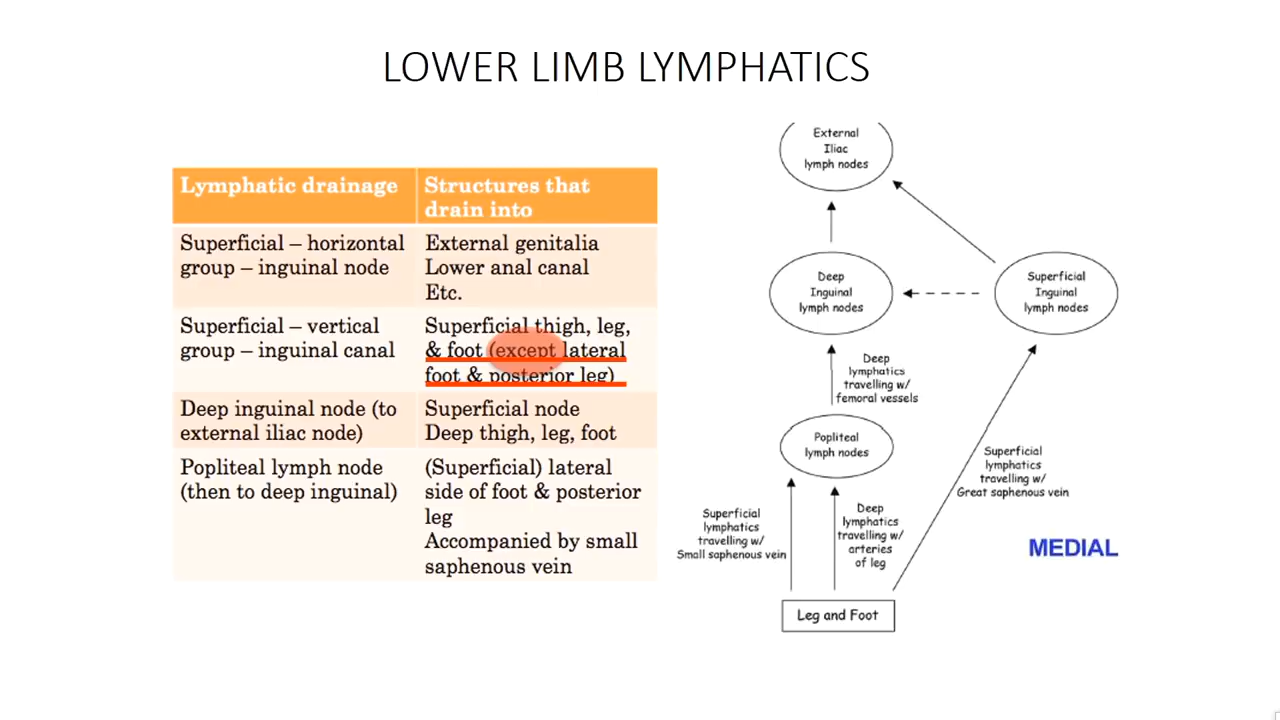 LOWER LIMB LYMPHATICS
Lymphatic drainage
Structures that
drain into
Superficial – horizontal
group – inguinal node
External genitalia
Lower anal canal
Etc.
Superficial – vertical
group – inguinal canal
Superficial thigh, leg,
& foot (except lateral
foot & posterior leg)
Deep inguinal node (to
external iliac node)
Superficial node
Deep thigh, leg, foot
Popliteal lymph node
(then to deep inguinal)
(Superficial) lateral
side of foot & posterior
leg
Accompanied by small
saphenous vein
External
Iliac
lymph nodes
Deep
Inguinal
lymph nodes
Superficial
Inguinal
lymph nodes
Deep
lymphatics
travelling w/
femoral vessels
Popliteal
lymph nodes
Superficial
lymphatics
travelling w/
Great saphenous vein
Superficial
lymphatics
travelling w/
Small saphenous vein
Deep
lymphatics
travelling w/
arteries
of leg
MEDIAL
Leg and Foot